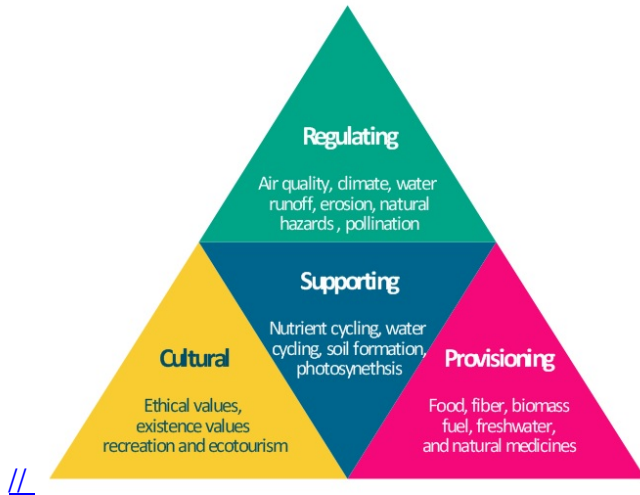 Regulating
Air quality, climate, water
runoff, erosion, natural
hazards , pollination
Supporting
Nutrient cycling, water
cycling, soil formation,
photosynethsis
Cultural
Ethical values,
existence values
recreation and ecotourism
Provisioning
Food, fiber, biomass
fuel, freshwater,
and natural medicines
//